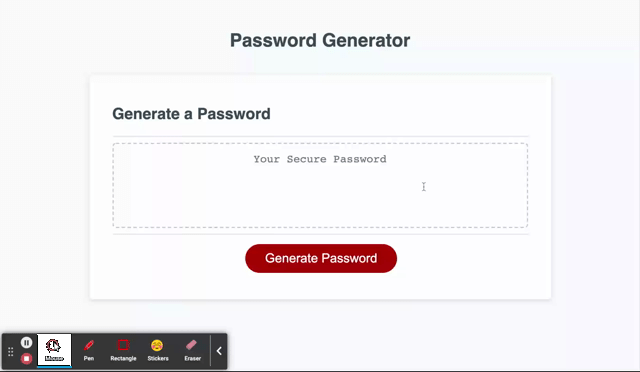 Password Generator
Generate a Password
Your Secure Password
Generate Password
Mouse
Pen
Rectangle
Stickers
Eraser